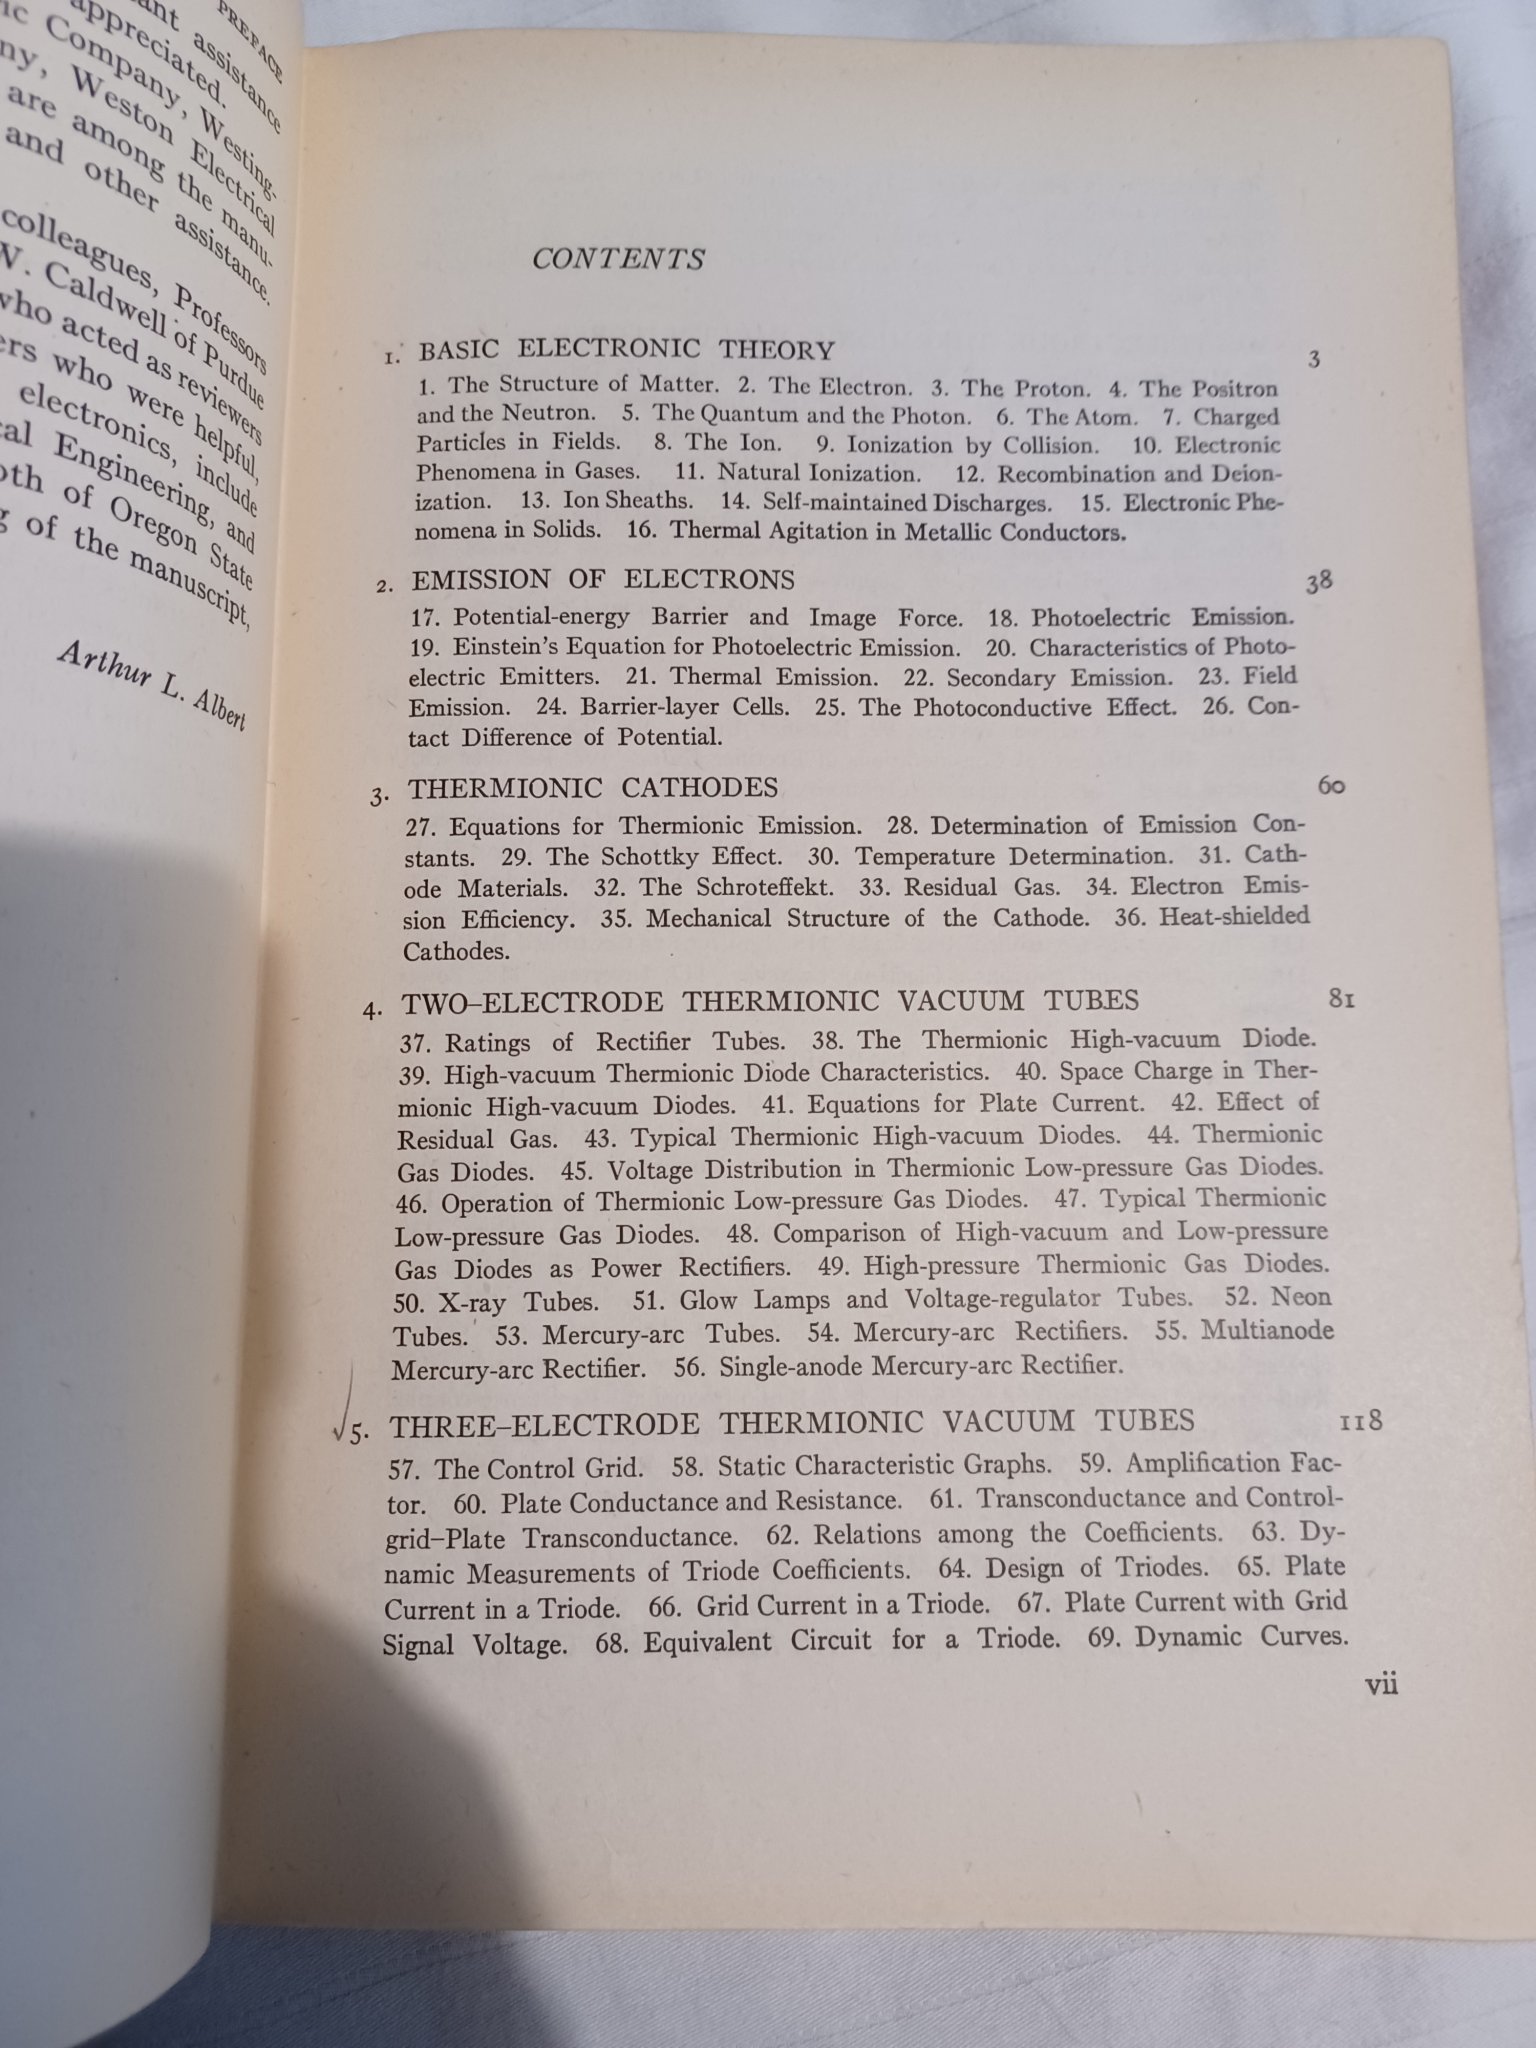 PREFACE
assistance
appreciated.
Company, Westing-
Weston Electrical
are among the manu-
and other assistance.
colleagues, Professors
W. Caldwell of Purdue
who acted as reviewers
who were helpful,
electronics, include
Engineering, and
of Oregon State
of the manuscript,
Arthur L. Albert
CONTENTS
1. BASIC ELECTRONIC THEORY 3
1. The Structure of Matter. 2. The Electron. 3. The Proton. 4. The Positron
and the Neutron. 5. The Quantum and the Photon. 6. The Atom. 7. Charged
Particles in Fields. 8. The Ion. 9. Ionization by Collision. 10. Electronic
Phenomena in Gases. 11. Natural Ionization. 12. Recombination and Deion-
ization. 13. Ion Sheaths. 14. Self-maintained Discharges. 15. Electronic Phe-
nomena in Solids. 16. Thermal Agitation in Metallic Conductors.
2. EMISSION OF ELECTRONS 38
17. Potential-energy Barrier and Image Force. 18. Photoelectric Emission.
19. Einstein's Equation for Photoelectric Emission. 20. Characteristics of Photo-
electric Emitters. 21. Thermal Emission. 22. Secondary Emission. 23. Field
Emission. 24. Barrier-layer Cells. 25. The Photoconductive Effect. 26. Con-
tact Difference of Potential.
3. THERMIONIC CATHODES 60
27. Equations for Thermionic Emission. 28. Determination of Emission Con-
stants. 29. The Schottky Effect. 30. Temperature Determination. 31. Cath-
ode Materials. 32. The Schroteffekt. 33. Residual Gas. 34. Electron Emis-
sion Efficiency. 35. Mechanical Structure of the Cathode. 36. Heat-shielded
Cathodes.
4. TWO–ELECTRODE THERMIONIC VACUUM TUBES 81
37. Ratings of Rectifier Tubes. 38. The Thermionic High-vacuum Diode.
39. High-vacuum Thermionic Diode Characteristics. 40. Space Charge in Ther-
mionic High-vacuum Diodes. 41. Equations for Plate Current. 42. Effect of
Residual Gas. 43. Typical Thermionic High-vacuum Diodes. 44. Thermionic
Gas Diodes. 45. Voltage Distribution in Thermionic Low-pressure Gas Diodes.
46. Operation of Thermionic Low-pressure Gas Diodes. 47. Typical Thermionic
Low-pressure Gas Diodes. 48. Comparison of High-vacuum and Low-pressure
Gas Diodes as Power Rectifiers. 49. High-pressure Thermionic Gas Diodes.
50. X-ray Tubes. 51. Glow Lamps and Voltage-regulator Tubes. 52. Neon
Tubes. 53. Mercury-arc Tubes. 54. Mercury-arc Rectifiers. 55. Multianode
Mercury-arc Rectifier. 56. Single-anode Mercury-arc Rectifier.
5. THREE–ELECTRODE THERMIONIC VACUUM TUBES 118
57. The Control Grid. 58. Static Characteristic Graphs. 59. Amplification Fac-
tor. 60. Plate Conductance and Resistance. 61. Transconductance and Control-
grid–Plate Transconductance. 62. Relations among the Coefficients. 63. Dy-
namic Measurements of Triode Coefficients. 64. Design of Triodes. 65. Plate
Current in a Triode. 66. Grid Current in a Triode. 67. Plate Current with Grid
Signal Voltage. 68. Equivalent Circuit for a Triode. 69. Dynamic Curves.
vii